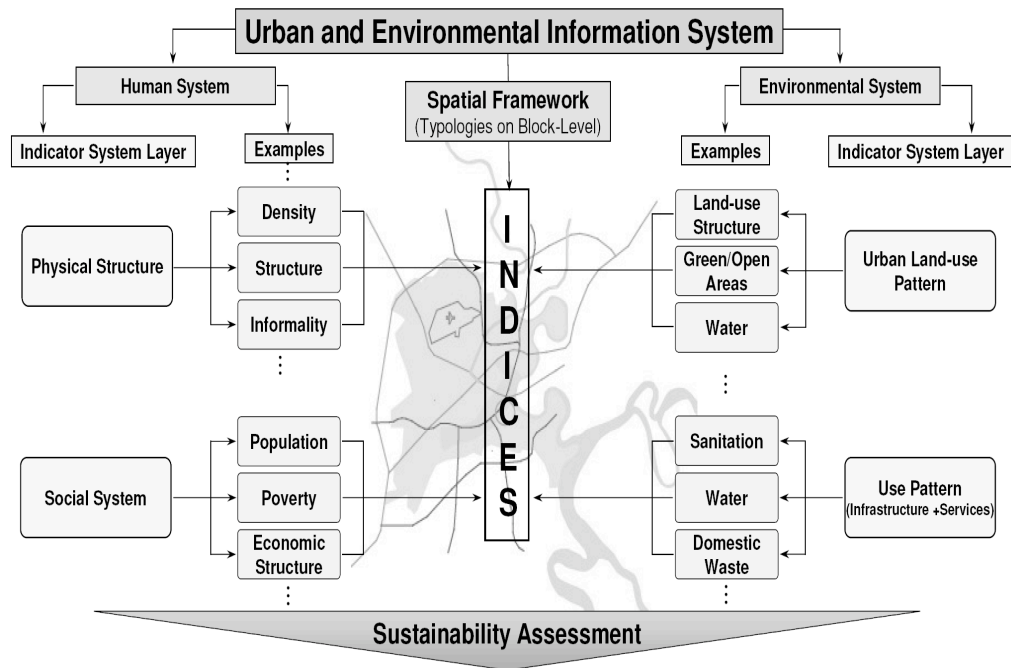 Urban and Environmental Information System
Human System
Spatial Framework
(Typologies on Block-Level)
Environmental System
Indicator System Layer
Examples
Examples
Indicator System Layer
Physical Structure
Density
Structure
Informality
Social System
Population
Poverty
Economic
Structure
INDICES
Land-use
Structure
Green/Open
Areas
Water
Urban Land-use
Pattern
Sanitation
Water
Domestic
Waste
Use Pattern
(Infrastructure +Services)
Sustainability Assessment